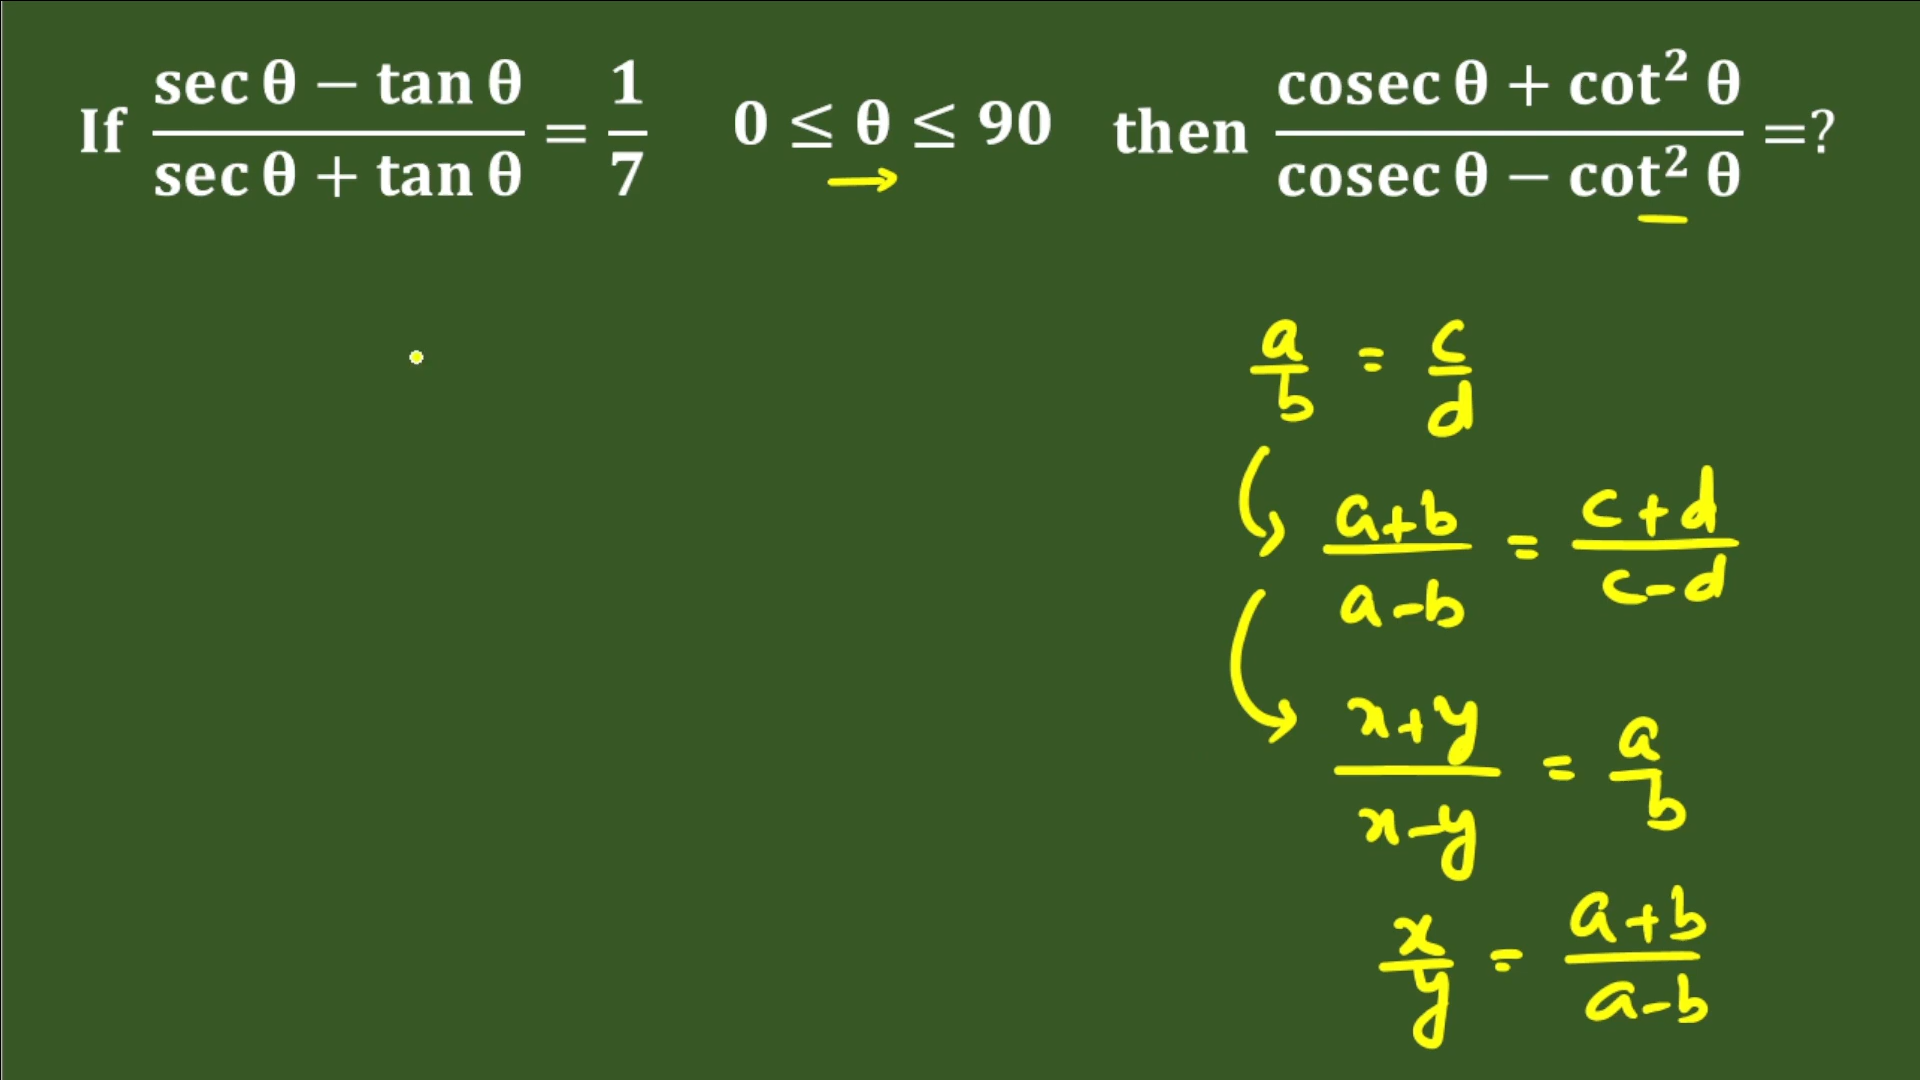 If (sec θ − tan θ)/(sec θ + tan θ) = 1/7   0 ≤ θ ≤ 90   then (cosec θ + cot² θ)/(cosec θ − cot² θ) =?
a/b = c/d
(a+b)/(a-b) = (c+d)/(c-d)
(x+y)/(x-y) = a/b
x/y = (a+b)/(a-b)